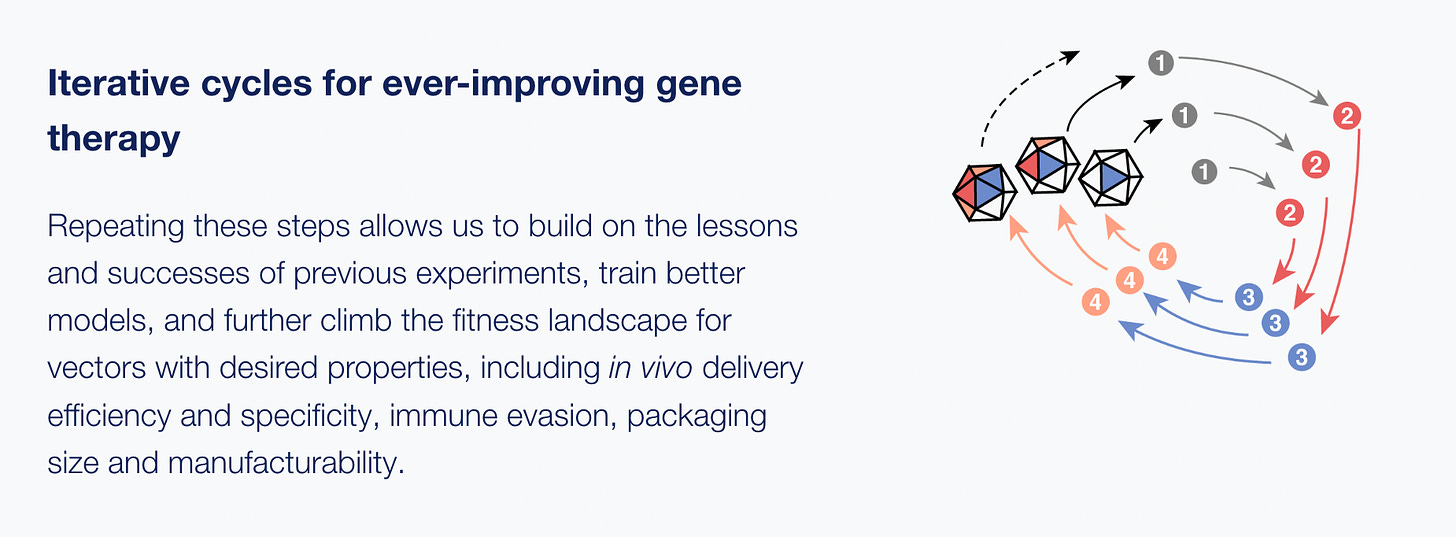 Iterative cycles for ever-improving gene
therapy
Repeating these steps allows us to build on the lessons
and successes of previous experiments, train better
models, and further climb the fitness landscape for
vectors with desired properties, including in vivo delivery
efficiency and specificity, immune evasion, packaging
size and manufacturability.
1
2
1
2
1
2
4
4
3
4
3
3